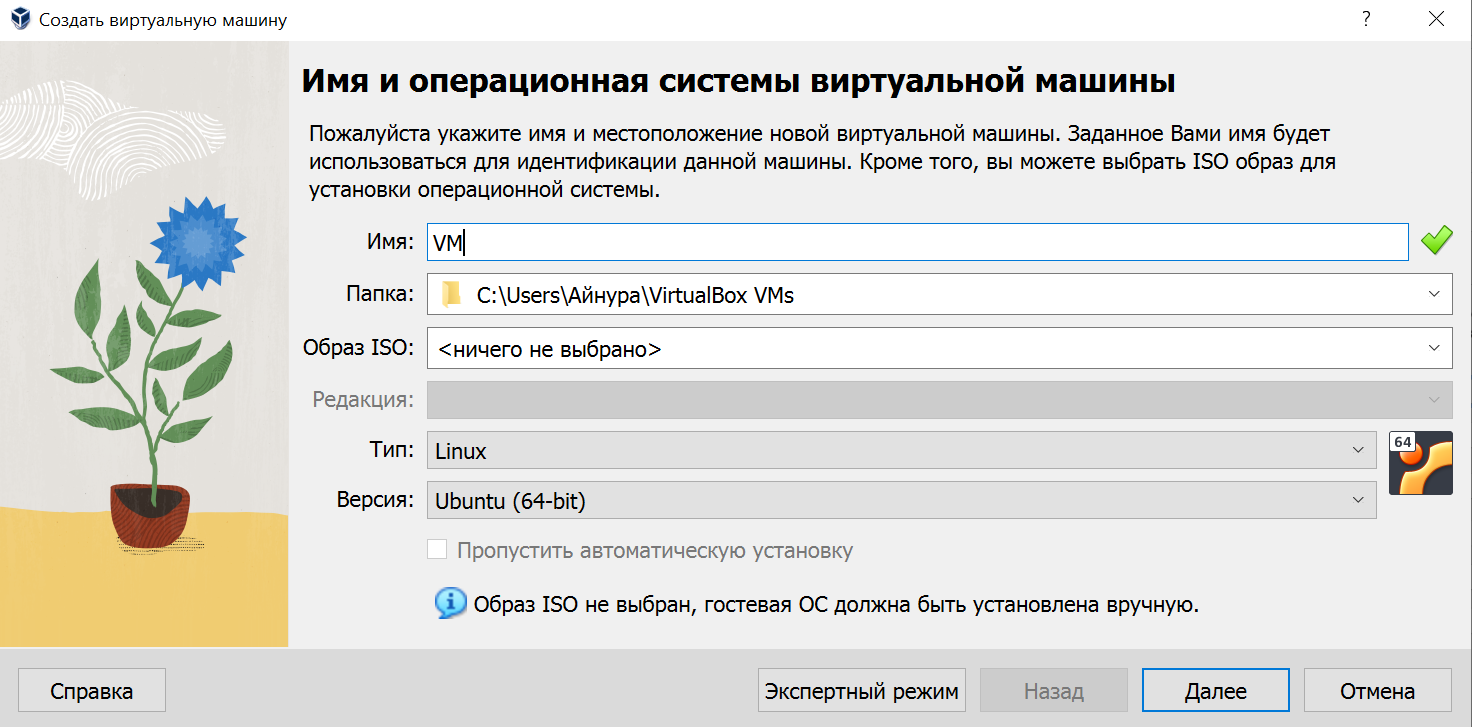 Создать виртуальную машину
?
Имя и операционная системы виртуальной машины
Пожалуйста укажите имя и местоположение новой виртуальной машины. Заданное Вами имя будет
использоваться для идентификации данной машины. Кроме того, вы можете выбрать ISO образ для
установки операционной системы.
Имя: VM
Папка: C:\Users\Айнура\VirtualBox VMs
Образ ISO: <ничего не выбрано>
Редакция:
Тип: Linux
64
Версия: Ubuntu (64-bit)
Пропустить автоматическую установку
Образ ISO не выбран, гостевая ОС должна быть установлена вручную.
Справка Экспертный режим Назад Далее Отмена